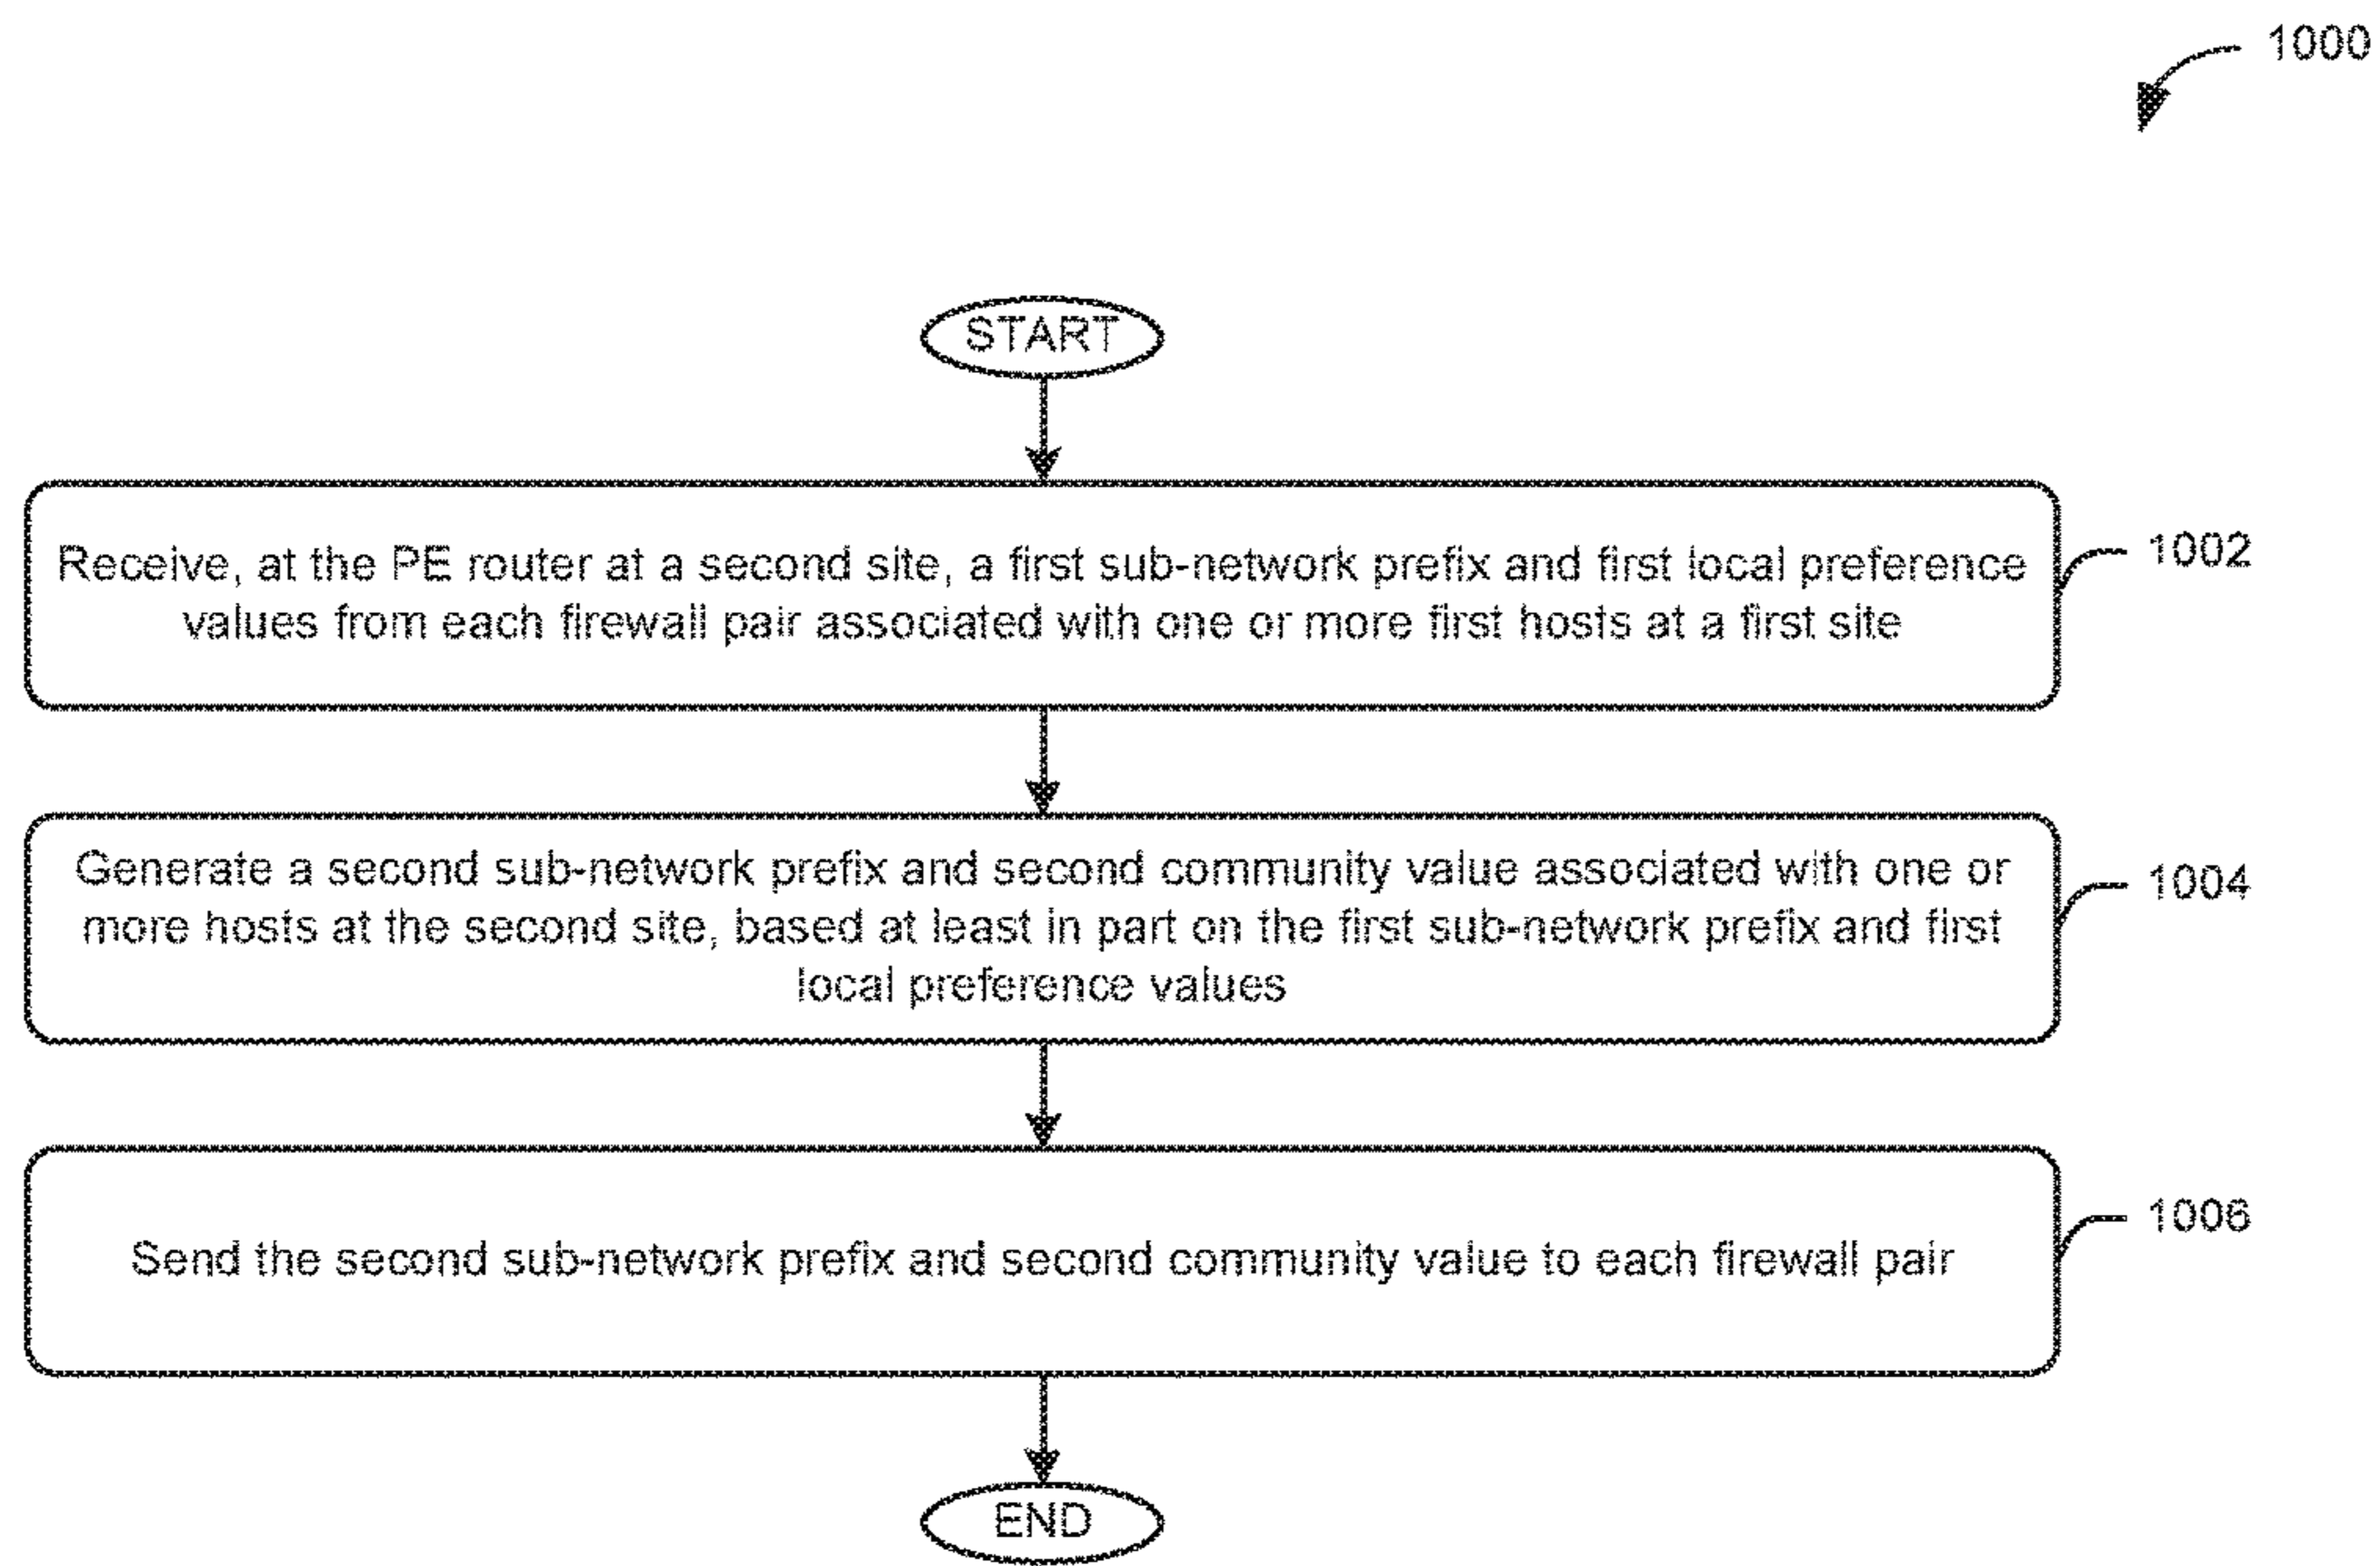 1000
START
Receive, at the PE router at a second site, a first sub-network prefix and first local preference
values from each firewall pair associated with one or more first hosts at a first site
1002
Generate a second sub-network prefix and second community value associated with one or
more hosts at the second site, based at least in part on the first sub-network prefix and first
local preference values
1004
Send the second sub-network prefix and second community value to each firewall pair
1006
END